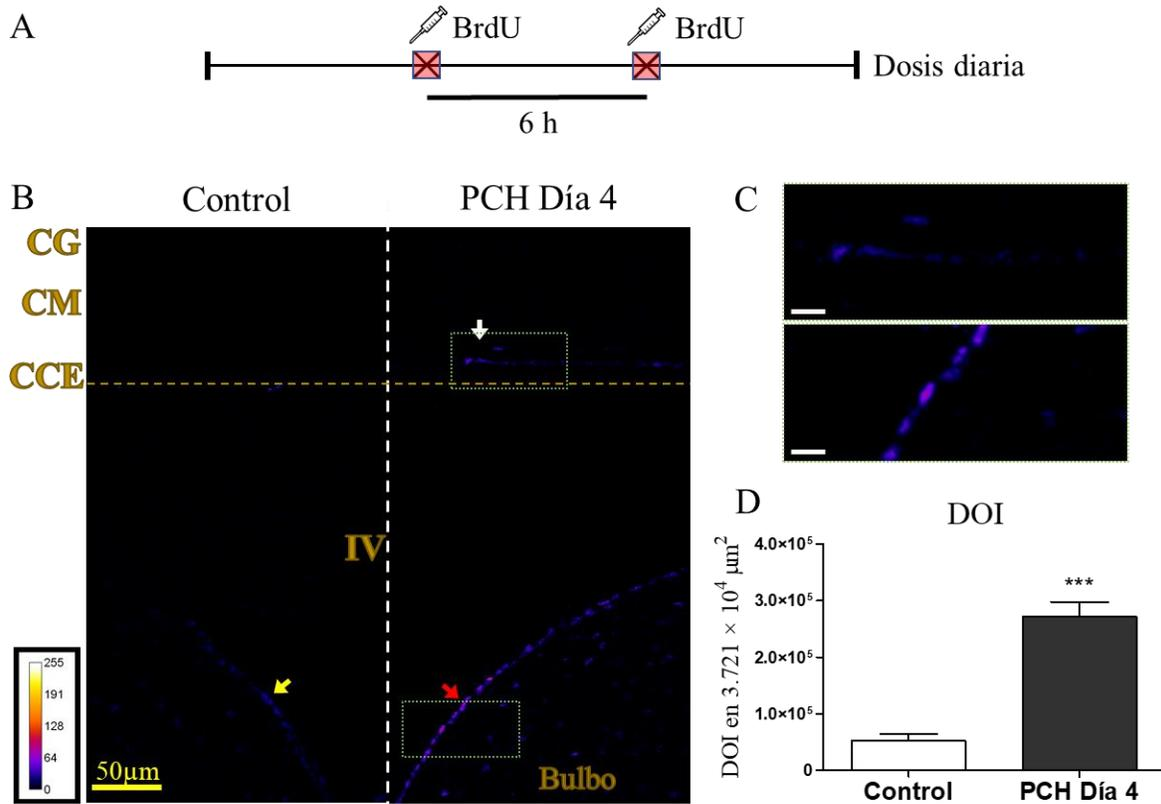 A
BrdU
BrdU
Dosis diaria
6 h
B
Control
PCH Día 4
CG
CM
CCE
IV
Bulbo
255
191
128
64
0
50µm
C
D
DOI
DOI en 3.721 × 10⁴ µm²
4.0×10⁵
3.0×10⁵
2.0×10⁵
1.0×10⁵
0
***
Control
PCH Día 4